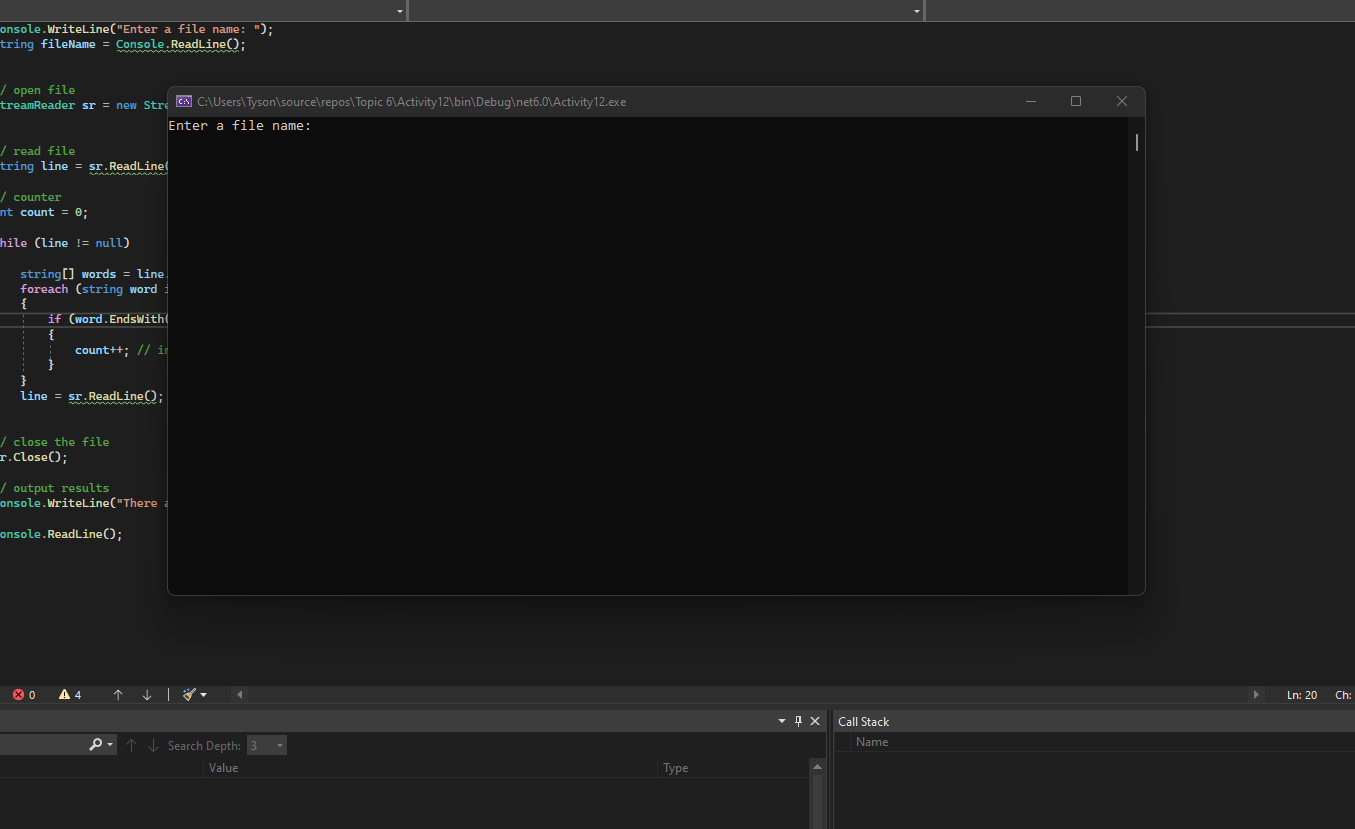 onsole.WriteLine("Enter a file name: ");
tring fileName = Console.ReadLine();
/ open file
treamReader sr = new Stre
C:\Users\Tyson\source\repos\Topic 6\Activity12\bin\Debug\net6.0\Activity12.exe
Enter a file name:
/ read file
tring line = sr.ReadLine(
/ counter
nt count = 0;
hile (line != null)
string[] words = line.
foreach (string word i
{
if (word.EndsWith(
{
count++; // in
}
}
line = sr.ReadLine();
/ close the file
r.Close();
/ output results
onsole.WriteLine("There a
onsole.ReadLine();
0 4 Ln: 20 Ch:
Call Stack
Search Depth: 3 Name
Value Type